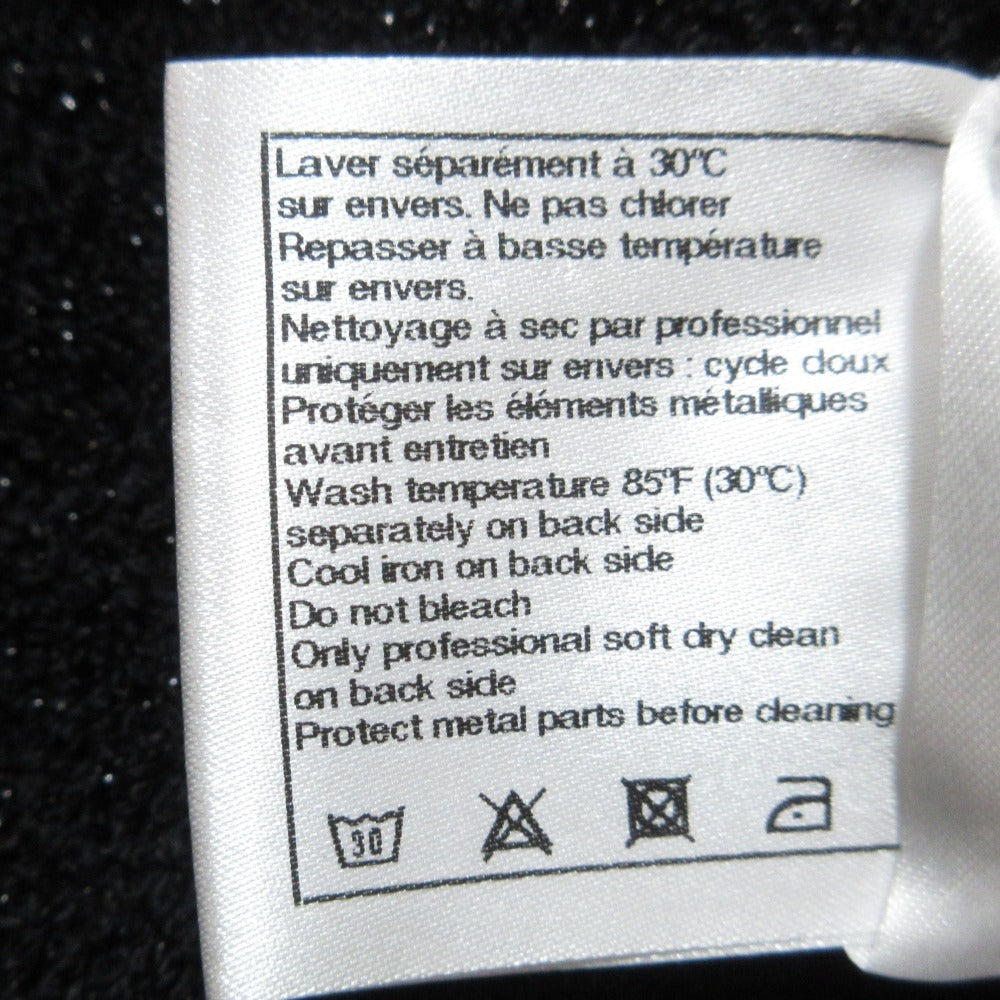 Laver séparément à 30°C
sur envers. Ne pas chlorer
Repasser à basse température
sur envers.
Nettoyage à sec par professionnel
uniquement sur envers : cycle doux
Protéger les éléments métalliques
avant entretien
Wash temperature 85°F (30°C)
separately on back side
Cool iron on back side
Do not bleach
Only professional soft dry clean
on back side
Protect metal parts before cleaning
30